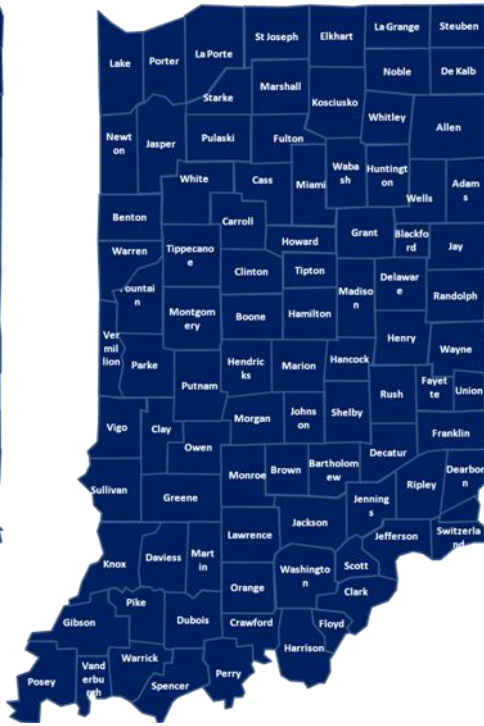 St Joseph
Elkhart
La Grange
Steuben
Lake
Porter
La Porte
Noble
De Kalb
Starke
Marshall
Kosciusko
Whitley
Allen
Newt
on
Jasper
Pulaski
Fulton
White
Cass
Miami
Waba
sh
Huntingt
on
Wells
Adam
s
Benton
Carroll
Grant
Blackfo
rd
Jay
Warren
Tippecano
e
Howard
Clinton
Tipton
Madiso
n
Delawar
e
Randolph
ountai
n
Montgom
ery
Boone
Hamilton
Henry
Wayne
Ver
mil
lion
Parke
Putnam
Hendric
ks
Marion
Hancock
Rush
Fayet
te
Union
Vigo
Clay
Owen
Morgan
Johns
on
Shelby
Franklin
Decatur
Sullivan
Greene
Monroe
Brown
Bartholom
ew
Jenning
s
Ripley
Dearbor
n
Knox
Daviess
Mart
in
Lawrence
Jackson
Jefferson
Switzerla
nd
Orange
Washingto
n
Scott
Clark
Gibson
Pike
Dubois
Crawford
Floyd
Harrison
Posey
Vand
erbu
rgh
Warrick
Spencer
Perry